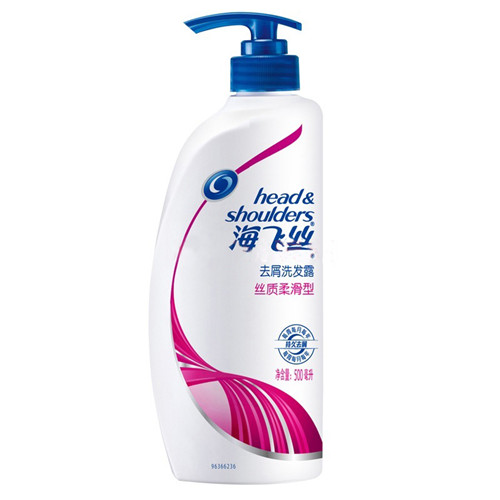 head &
shoulders®
海飞丝®
去屑洗发露
丝质柔滑型
持久去屑
净含量: 500毫升
96366236